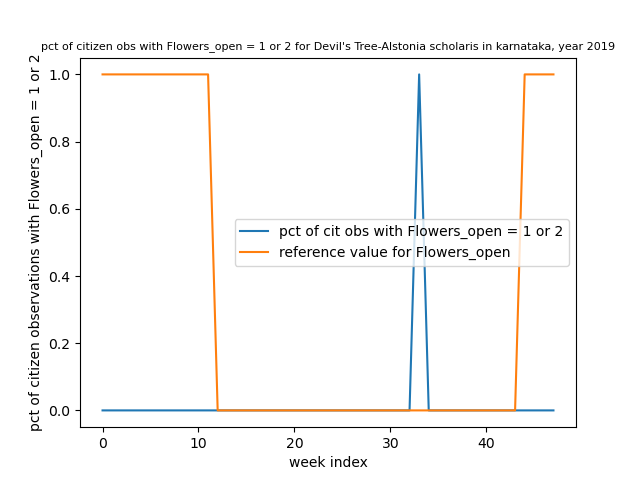 pct of citizen obs with Flowers_open = 1 or 2 for Devil's Tree-Alstonia scholaris in karnataka, year 2019
pct of citizen observations with Flowers_open = 1 or 2
1.0
0.8
0.6
0.4
0.2
0.0
pct of cit obs with Flowers_open = 1 or 2
reference value for Flowers_open
0 10 20 30 40
week index